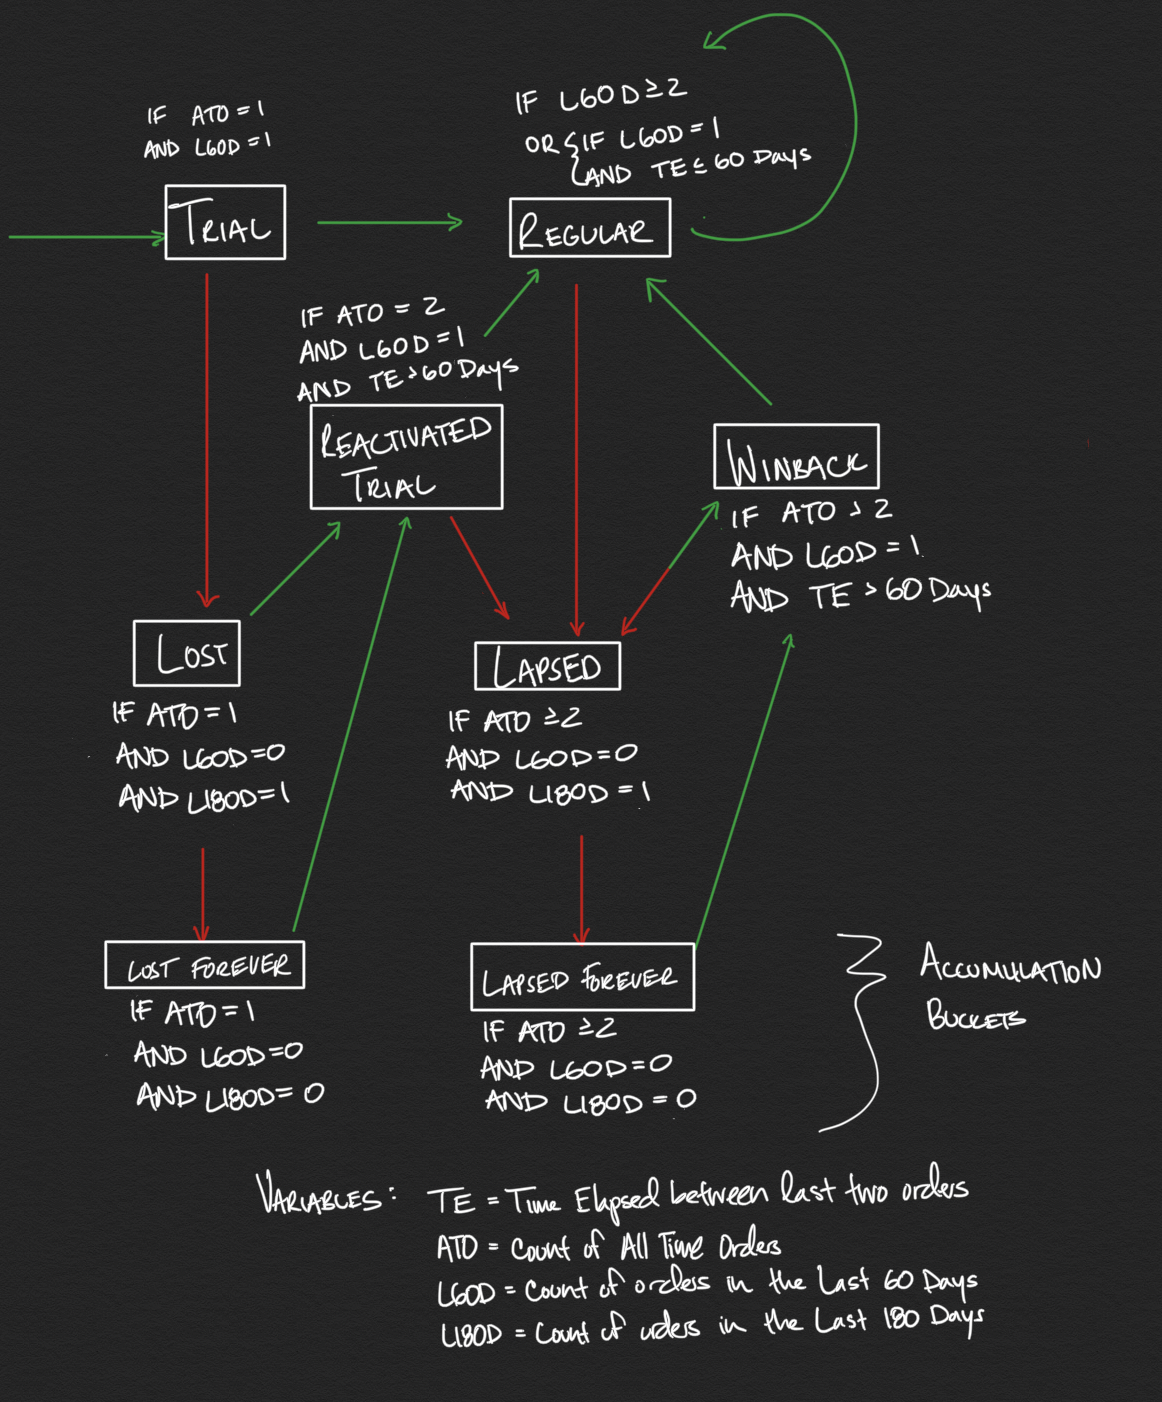 IF ATO = 1
AND L60D = 1
TRIAL
IF L60D ≥ 2
OR { IF L60D = 1
AND TE ≤ 60 Days
REGULAR
IF ATO = 2
AND L60D = 1
AND TE > 60 Days
REACTIVATED
TRIAL
WINBACK
IF ATO > 2
AND L60D = 1
AND TE > 60 Days
LOST
IF ATO = 1
AND L60D = 0
AND L180D = 1
LAPSED
IF ATO ≥ 2
AND L60D = 0
AND L180D = 1
LOST FOREVER
IF ATO = 1
AND L60D = 0
AND L180D = 0
LAPSED FOREVER
IF ATO ≥ 2
AND L60D = 0
AND L180D = 0
ACCUMULATION
BUCKETS
VARIABLES: TE = Time Elapsed between last two orders
ATO = Count of All Time Orders
L60D = Count of orders in the Last 60 Days
L180D = Count of orders in the Last 180 Days